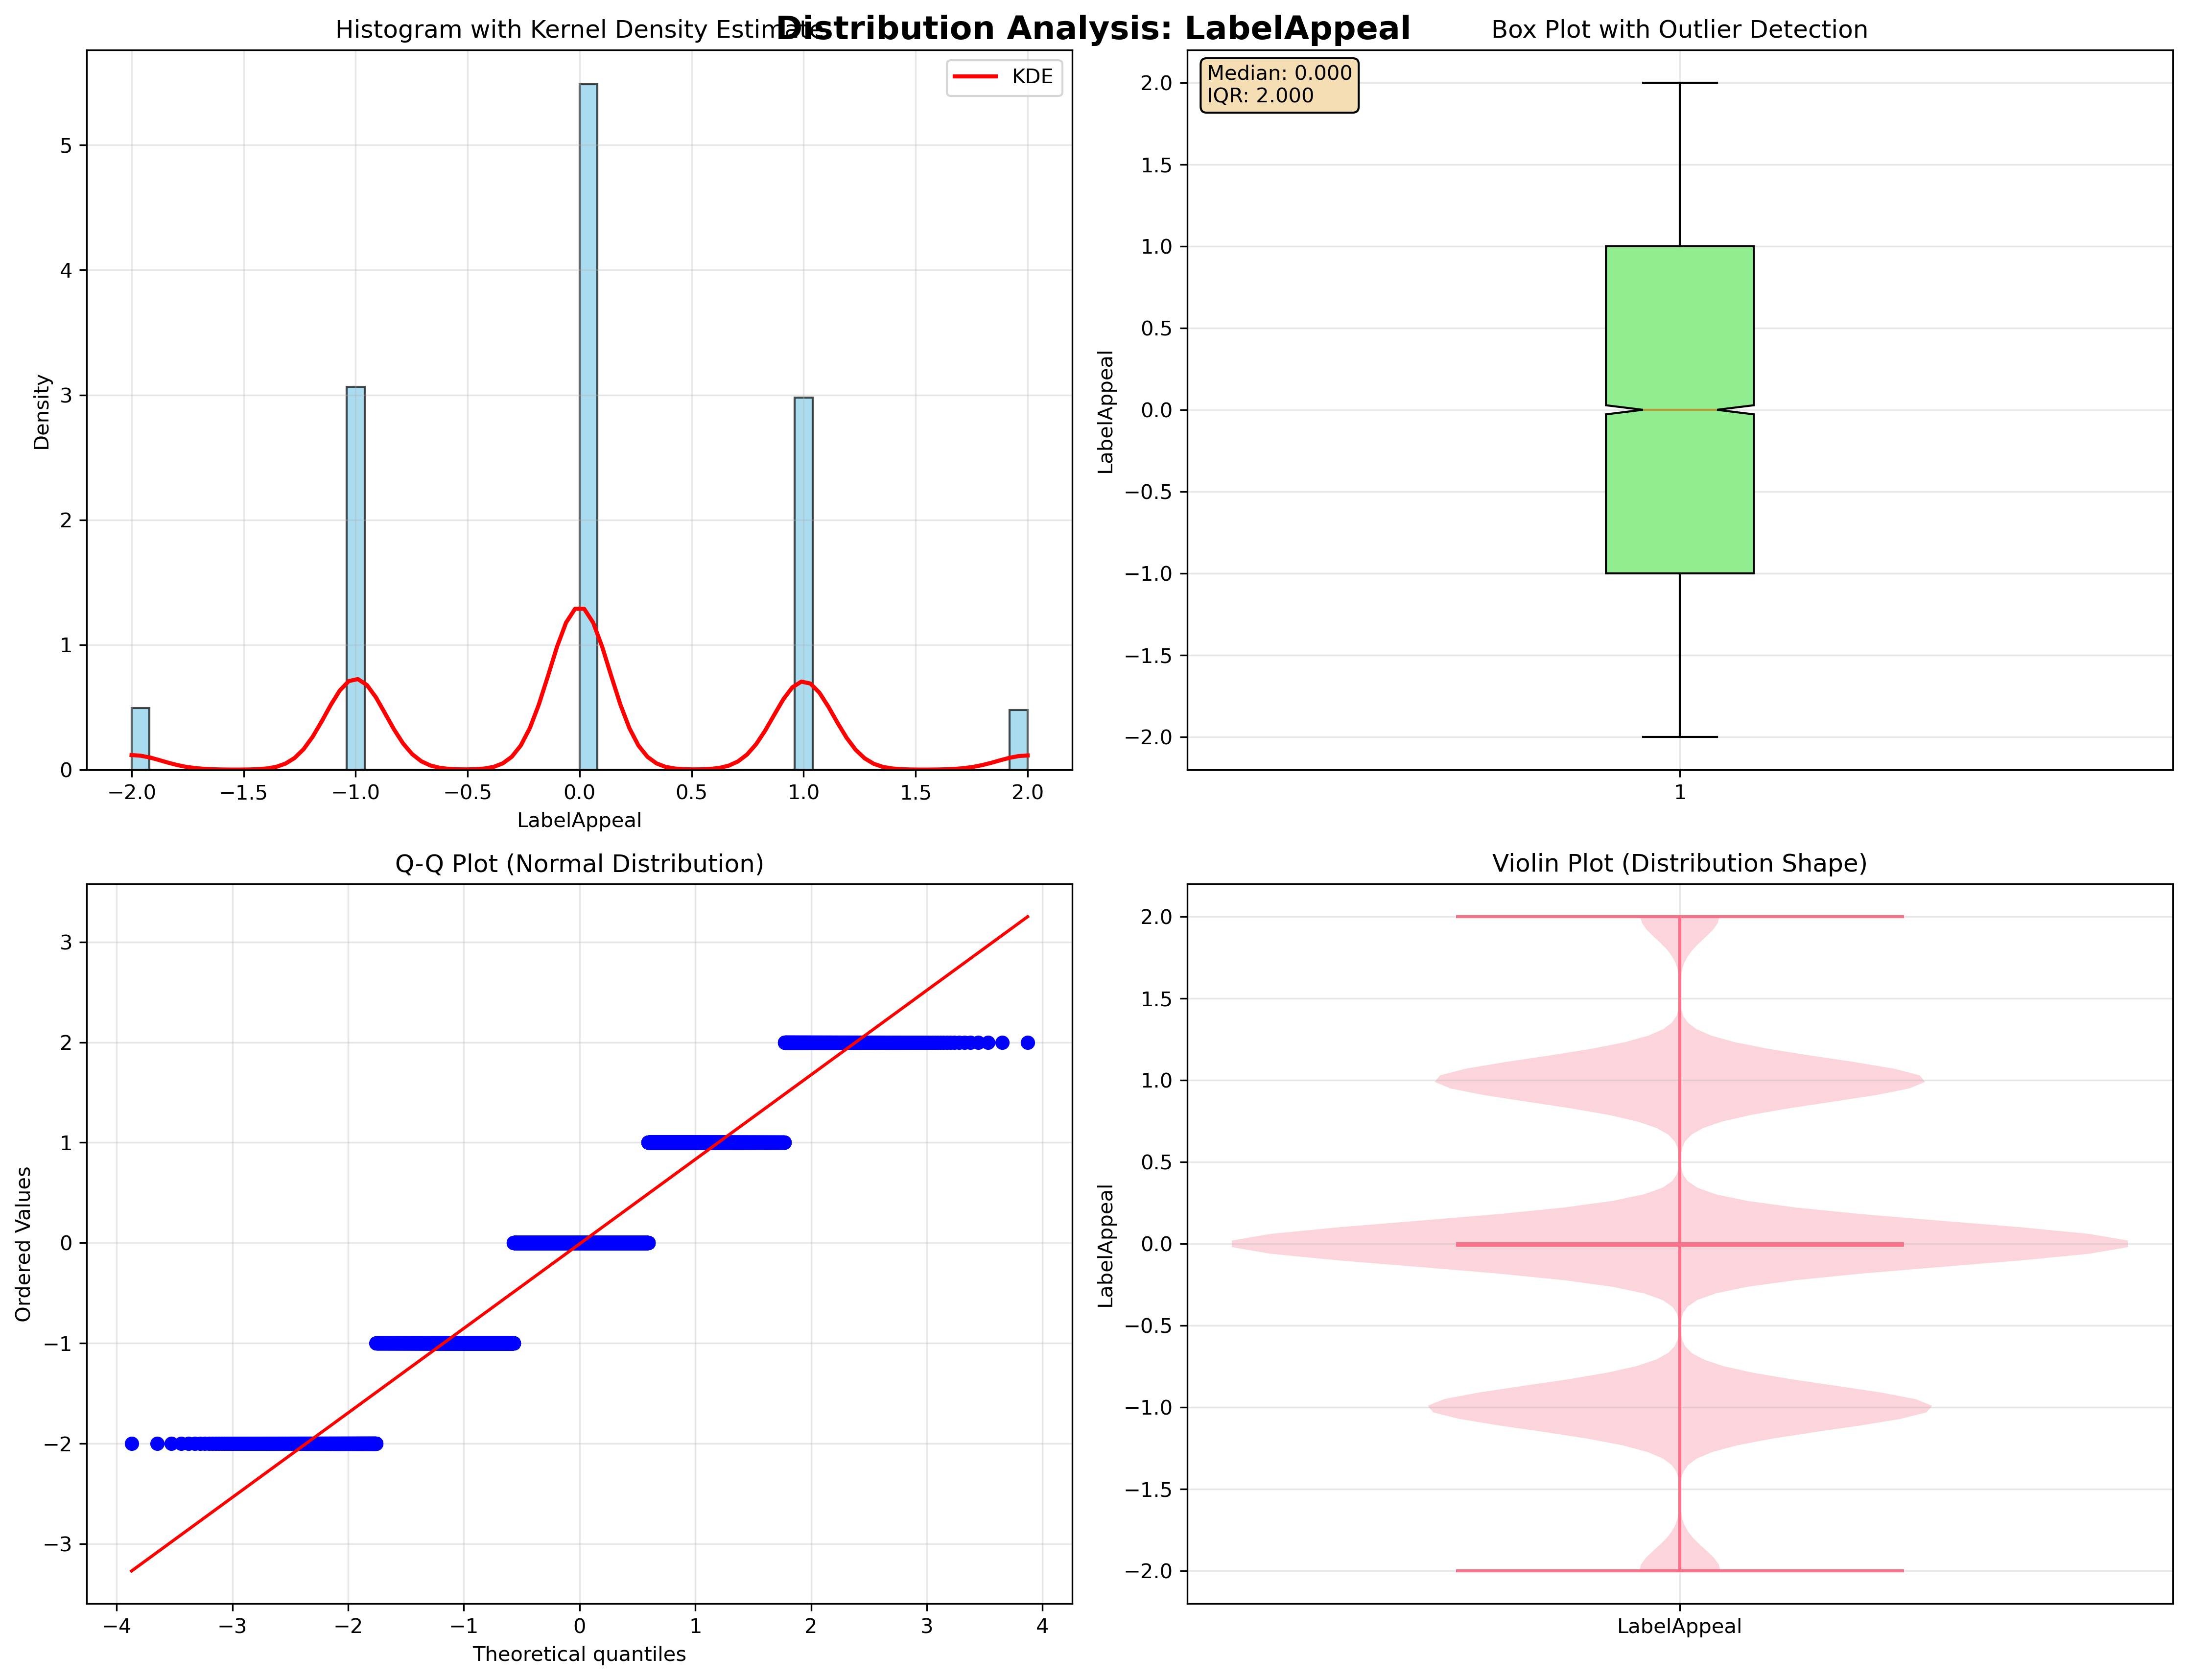 Distribution Analysis: LabelAppeal
Histogram with Kernel Density Estimate
KDE
5
4
3
2
1
0
Density
−2.0 −1.5 −1.0 −0.5 0.0 0.5 1.0 1.5 2.0
LabelAppeal
Box Plot with Outlier Detection
Median: 0.000
IQR: 2.000
2.0
1.5
1.0
0.5
0.0
−0.5
−1.0
−1.5
−2.0
LabelAppeal
1
Q-Q Plot (Normal Distribution)
3
2
1
0
−1
−2
−3
Ordered Values
−4 −3 −2 −1 0 1 2 3 4
Theoretical quantiles
Violin Plot (Distribution Shape)
2.0
1.5
1.0
0.5
0.0
−0.5
−1.0
−1.5
−2.0
LabelAppeal
LabelAppeal